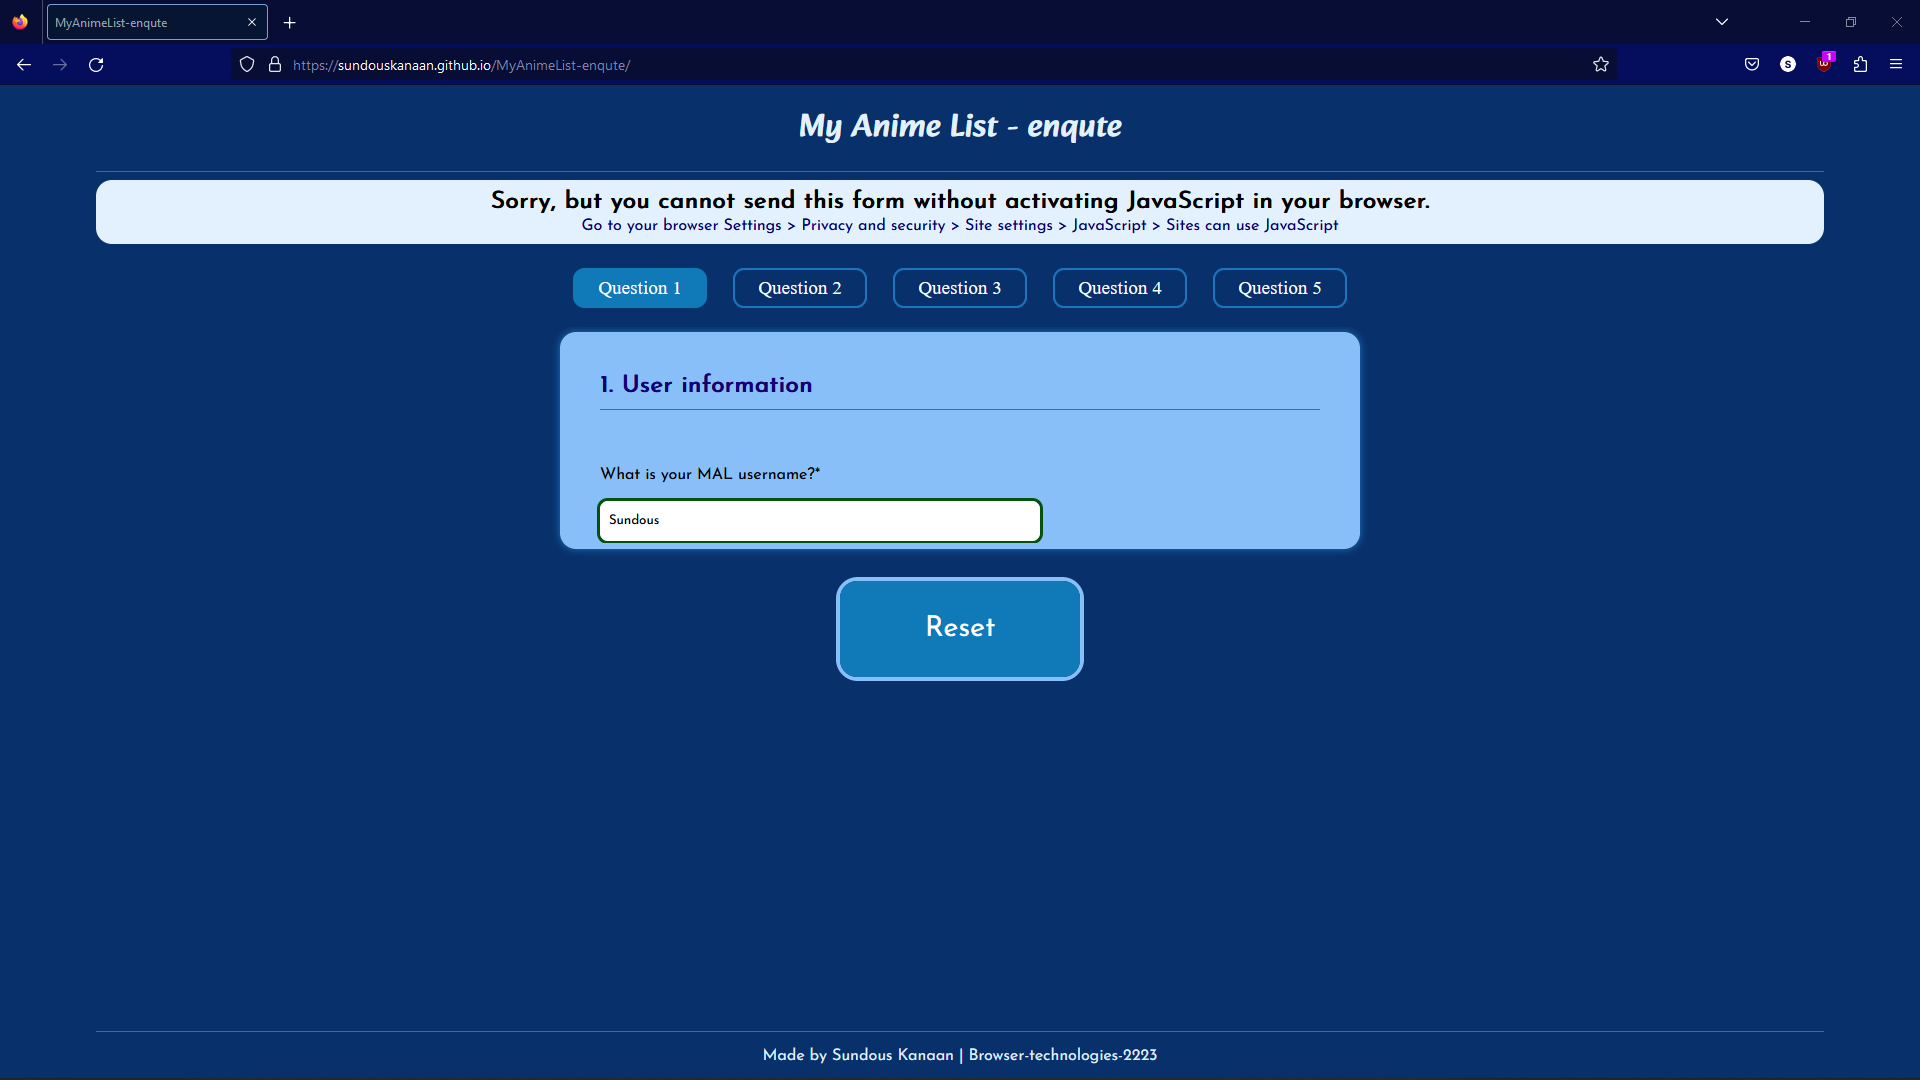 MyAnimeList-enqute
https://sundouskanaan.github.io/MyAnimeList-enqute/
S
1
My Anime List - enqute
Sorry, but you cannot send this form without activating JavaScript in your browser.
Go to your browser Settings > Privacy and security > Site settings > JavaScript > Sites can use JavaScript
Question 1
Question 2
Question 3
Question 4
Question 5
1. User information
What is your MAL username?*
Sundous
Reset
Made by Sundous Kanaan | Browser-technologies-2223